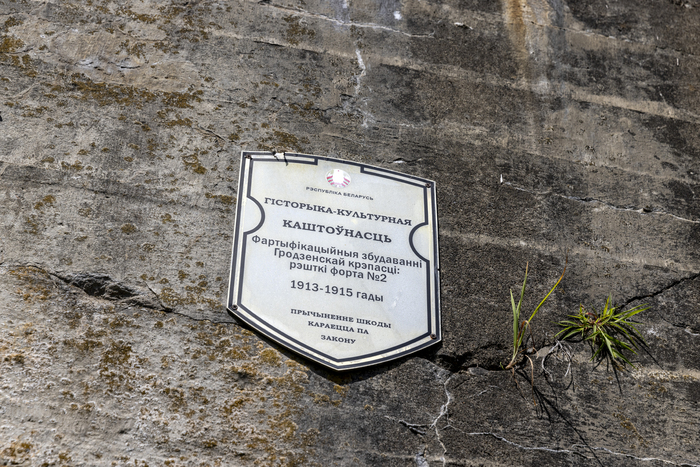 РЭСПУБЛІКА БЕЛАРУСЬ
ГІСТОРЫКА-КУЛЬТУРНАЯ
КАШТОЎНАСЦЬ
Фартыфікацыйныя збудаванні
Гродзенскай крэпасці:
рэшткі форта №2
1913-1915 гады
ПРЫЧЫНЕННЕ ШКОДЫ
КАРАЕЦЦА ПА
ЗАКОНУ